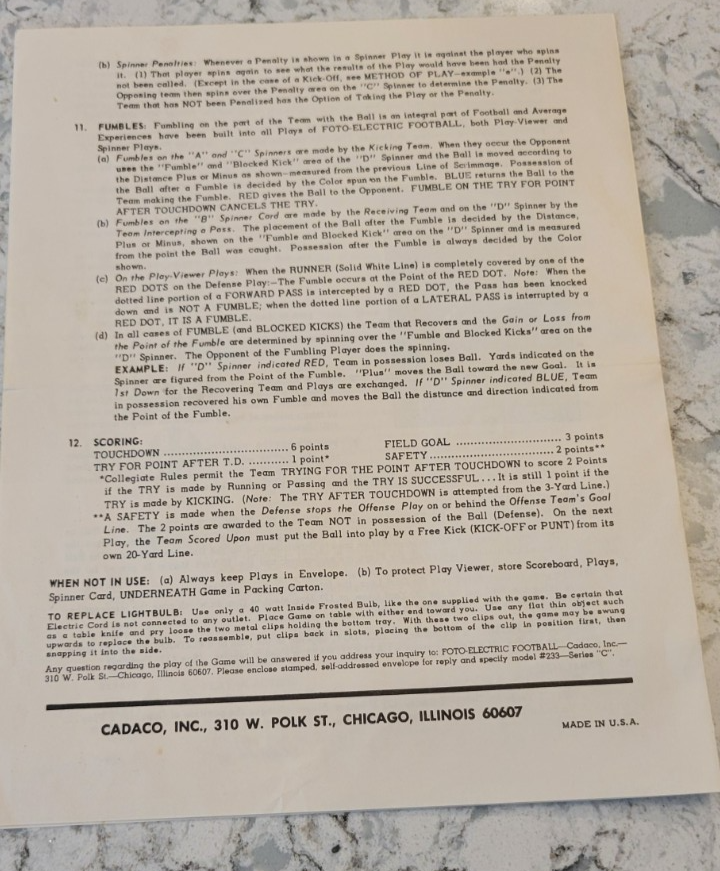 (h) Spinner Penalties: Whenever a Penalty is shown in a Spinner Play it is against the player who spins
it. (1) That player spins again to see what the results of the Play would have been had the Penalty
not been called. (Except in the case of a Kick-Off, see METHOD OF PLAY—example "e".) (2) The
Opposing team then spins over the Penalty area on the "C" Spinner to determine the Penalty. (3) The
Team that has NOT been Penalized has the Option of Taking the Play or the Penalty.
11. FUMBLES: Fumbling on the part of the Team with the Ball is an integral part of Football and Average
Experiences have been built into all Plays of FOTO-ELECTRIC FOOTBALL, both Play-Viewer and
Spinner Plays.
(a) Fumbles on the "A" and "C" Spinners are made by the Kicking Team. When they occur the Opponent
uses the "Fumble" and "Blocked Kick" area of the "D" Spinner and the Ball is moved according to
the Distance Plus or Minus as shown—measured from the previous Line of Scrimmage. Possession of
the Ball after a Fumble is decided by the Color spun on the Fumble. BLUE returns the Ball to the
Team making the Fumble. RED gives the Ball to the Opponent. FUMBLE ON THE TRY FOR POINT
AFTER TOUCHDOWN CANCELS THE TRY.
(b) Fumbles on the "B" Spinner Card are made by the Receiving Team and on the "D" Spinner by the
Team Intercepting a Pass. The placement of the Ball after the Fumble is decided by the Distance,
Plus or Minus, shown on the "Fumble and Blocked Kick" area on the "D" Spinner and is measured
from the point the Ball was caught. Possession after the Fumble is always decided by the Color
shown.
(c) On the Play-Viewer Plays: When the RUNNER (Solid White Line) is completely covered by one of the
RED DOTS on the Defense Play:—The Fumble occurs at the Point of the RED DOT. Note: When the
dotted line portion of a FORWARD PASS is intercepted by a RED DOT, the Pass has been knocked
down and is NOT A FUMBLE; when the dotted line portion of a LATERAL PASS is interrupted by a
RED DOT, IT IS A FUMBLE.
(d) In all cases of FUMBLE (and BLOCKED KICKS) the Team that Recovers and the Gain or Loss from
the Point of the Fumble are determined by spinning over the "Fumble and Blocked Kicks" area on the
"D" Spinner. The Opponent of the Fumbling Player does the spinning.
EXAMPLE: If "D" Spinner indicated RED, Team in possession loses Ball. Yards indicated on the
Spinner are figured from the Point of the Fumble. "Plus" moves the Ball toward the new Goal. It is
1st Down for the Recovering Team and Plays are exchanged. If "D" Spinner indicated BLUE, Team
in possession recovered his own Fumble and moves the Ball the distance and direction indicated from
the Point of the Fumble.
12. SCORING:
TOUCHDOWN ................................ 6 points FIELD GOAL ........................... 3 points
TRY FOR POINT AFTER T.D. ........... 1 point* SAFETY ................................ 2 points**
*Collegiate Rules permit the Team TRYING FOR THE POINT AFTER TOUCHDOWN to score 2 Points
if the TRY is made by Running or Passing and the TRY IS SUCCESSFUL...It is still 1 point if the
TRY is made by KICKING. (Note: The TRY AFTER TOUCHDOWN is attempted from the 3-Yard Line.)
**A SAFETY is made when the Defense stops the Offense Play on or behind the Offense Team's Goal
Line. The 2 points are awarded to the Team NOT in possession of the Ball (Defense). On the next
Play, the Team Scored Upon must put the Ball into play by a Free Kick (KICK-OFF or PUNT) from its
own 20-Yard Line.
WHEN NOT IN USE: (a) Always keep Plays in Envelope. (b) To protect Play Viewer, store Scoreboard, Plays,
Spinner Card, UNDERNEATH Game in Packing Carton.
TO REPLACE LIGHTBULB: Use only a 40 watt Inside Frosted Bulb, like the one supplied with the game. Be certain that
Electric Cord is not connected to any outlet. Place Game on table with either end toward you. Use any flat thin object such
as a table knife and pry loose the two metal clips holding the bottom tray. With these two clips out, the game may be swung
upwards to replace the bulb. To reassemble, put clips back in slots, placing the bottom of the clip in position first, then
snapping it into the side.
Any question regarding the play of the Game will be answered if you address your inquiry to: FOTO-ELECTRIC FOOTBALL—Cadaco, Inc.—
310 W. Polk St.—Chicago, Illinois 60607. Please enclose stamped, self-addressed envelope for reply and specify model #233—Series "C".
CADACO, INC., 310 W. POLK ST., CHICAGO, ILLINOIS 60607
MADE IN U.S.A.